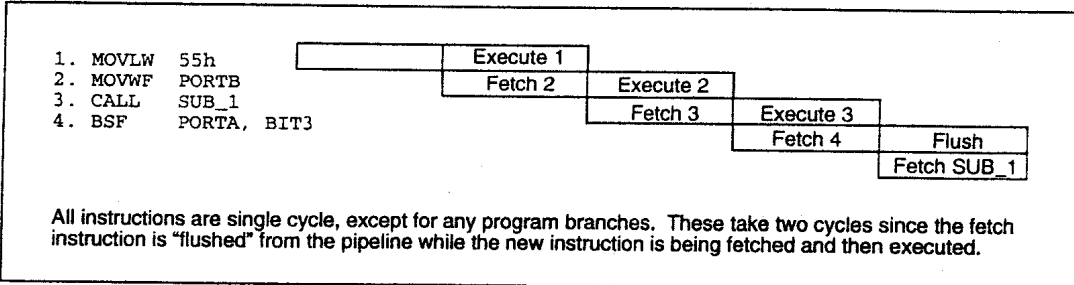 1. MOVLW 55h
Execute 1
2. MOVWF PORTB
Fetch 2 Execute 2
3. CALL SUB_1
Fetch 3 Execute 3
4. BSF PORTA, BIT3
Fetch 4 Flush
Fetch SUB_1
All instructions are single cycle, except for any program branches. These take two cycles since the fetch
instruction is "flushed" from the pipeline while the new instruction is being fetched and then executed.